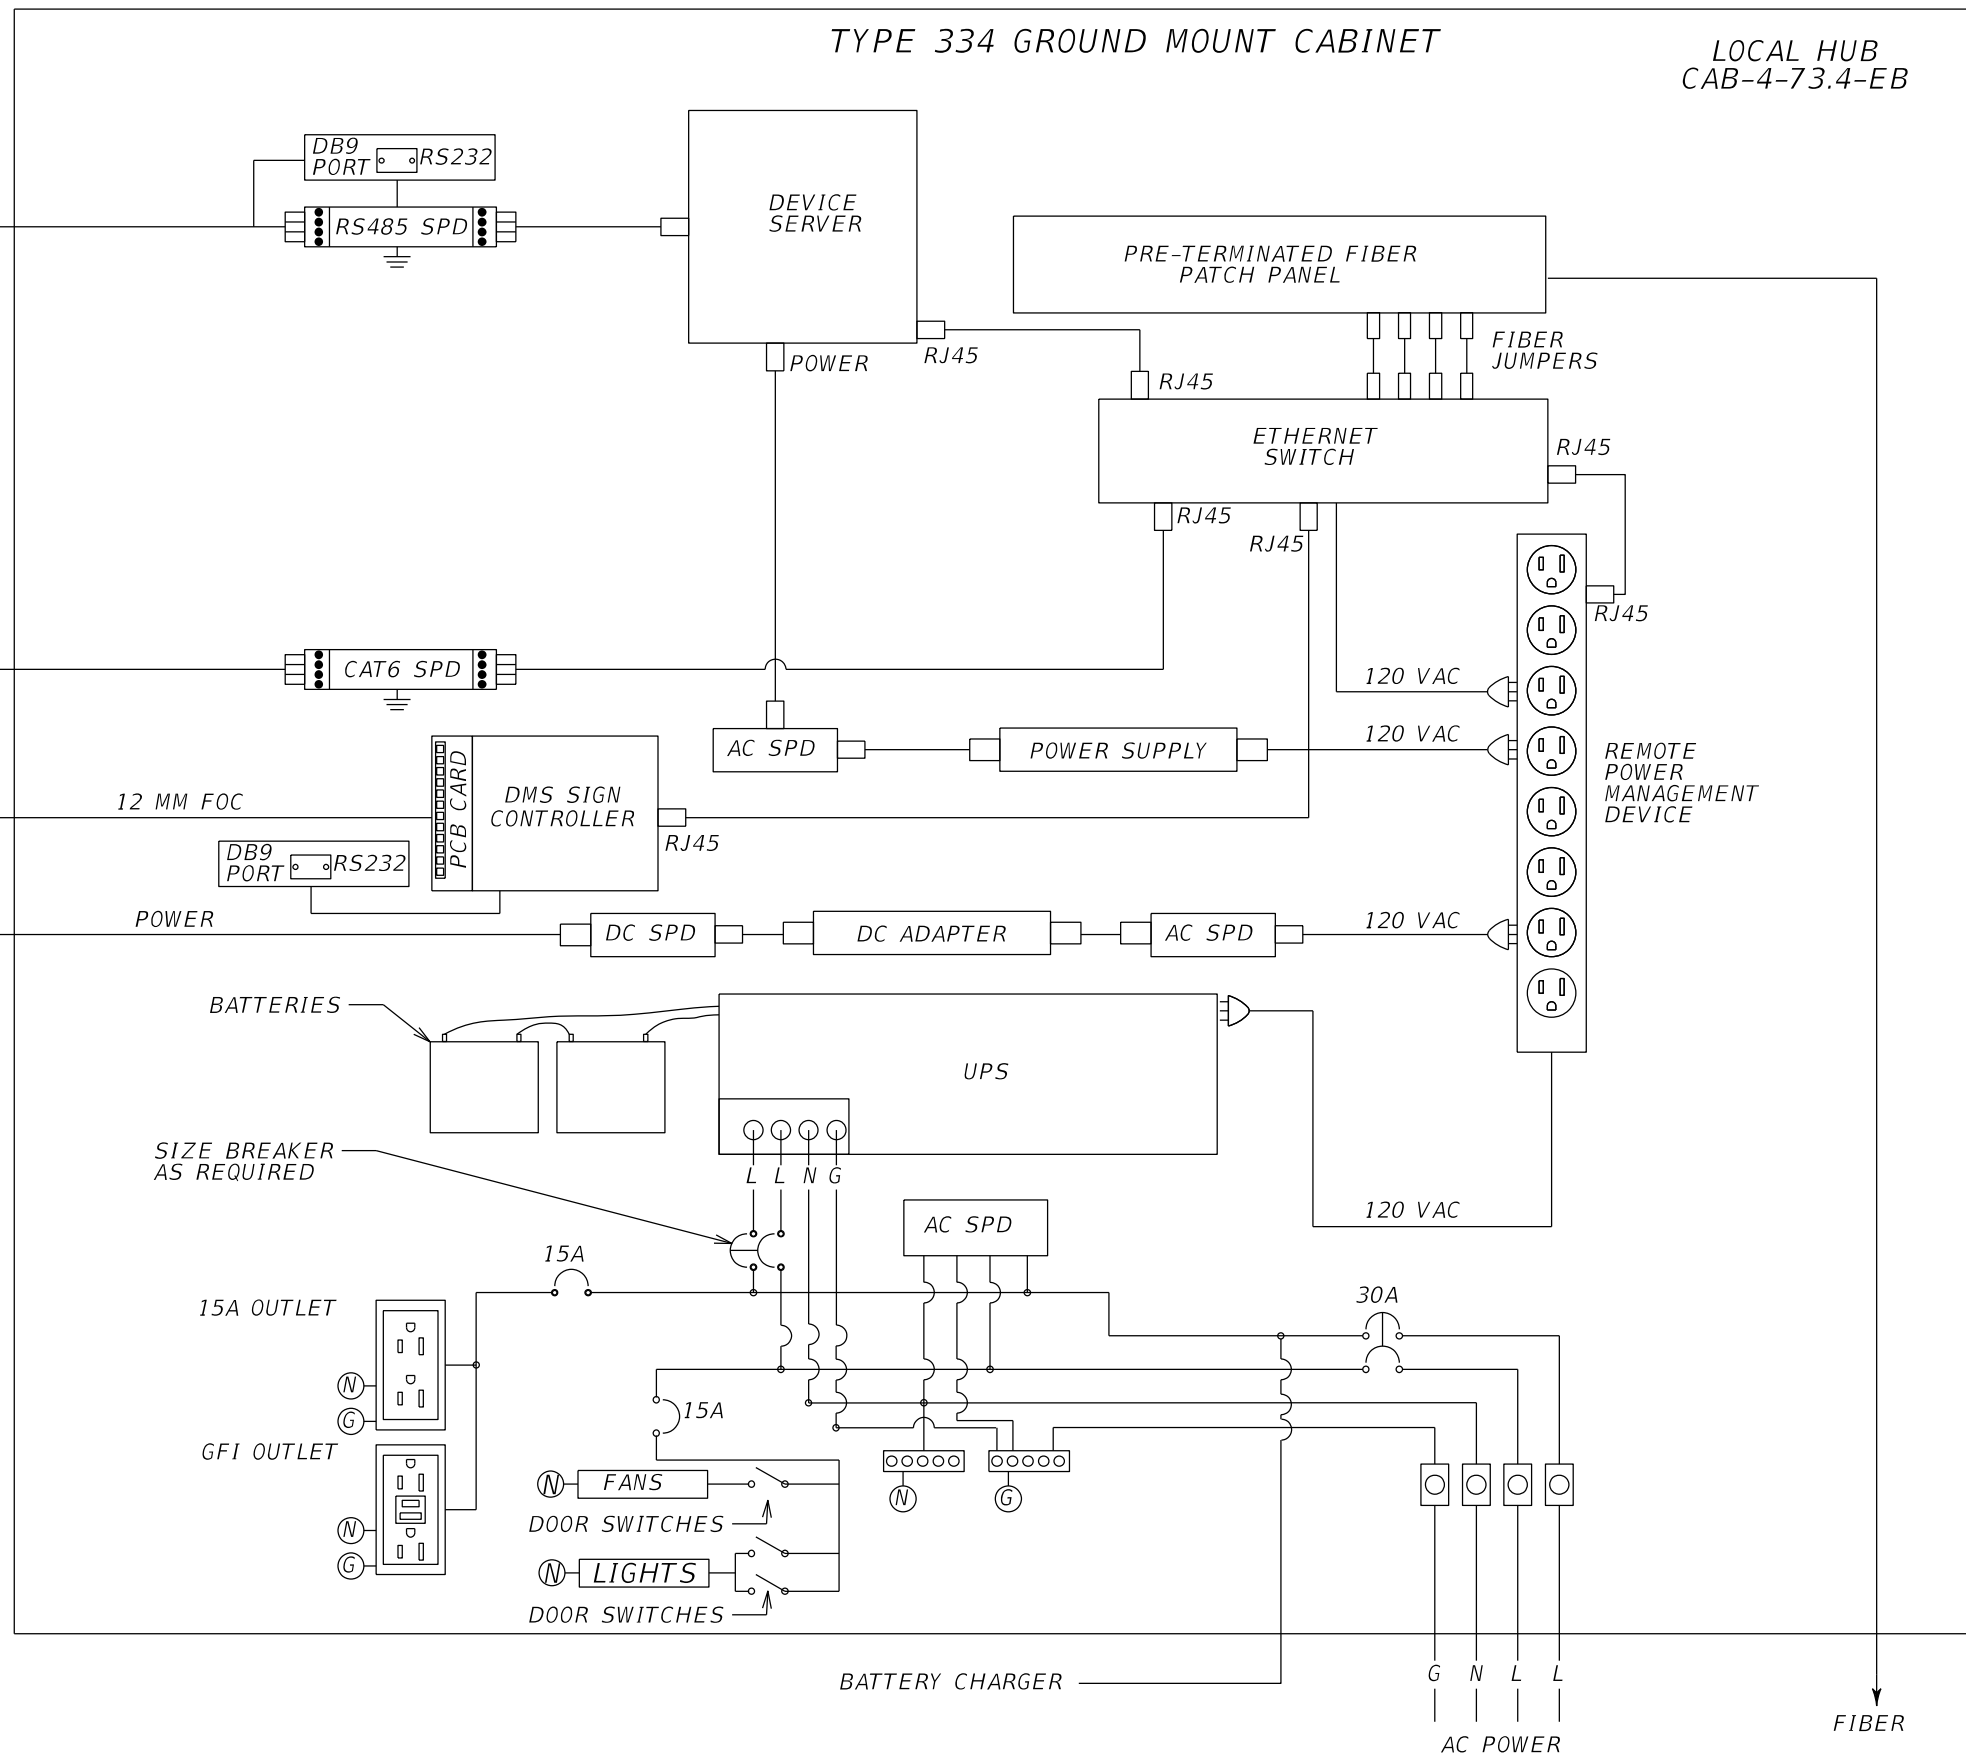 TYPE 334 GROUND MOUNT CABINET
LOCAL HUB
CAB-4-73.4-EB
DB9
PORT
RS232
RS485 SPD
DEVICE
SERVER
PRE-TERMINATED FIBER
PATCH PANEL
POWER
RJ45
RJ45
FIBER
JUMPERS
ETHERNET
SWITCH
RJ45
RJ45
RJ45
RJ45
CAT6 SPD
120 VAC
AC SPD
POWER SUPPLY
120 VAC
REMOTE
POWER
MANAGEMENT
DEVICE
12 MM FOC
PCB CARD
DMS SIGN
CONTROLLER
RJ45
DB9
PORT
RS232
POWER
DC SPD
DC ADAPTER
AC SPD
120 VAC
BATTERIES
UPS
SIZE BREAKER
AS REQUIRED
L L N G
120 VAC
AC SPD
15A
30A
15A OUTLET
N
G
15A
GFI OUTLET
N
G
N
FANS
DOOR SWITCHES
N
G
N
LIGHTS
DOOR SWITCHES
BATTERY CHARGER
G N L L
AC POWER
FIBER